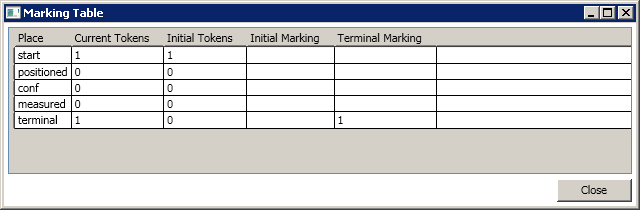 Marking Table
Place Current Tokens Initial Tokens Initial Marking Terminal Marking
start 1 1
positioned 0 0
conf 0 0
measured 0 0
terminal 1 0 1
Close